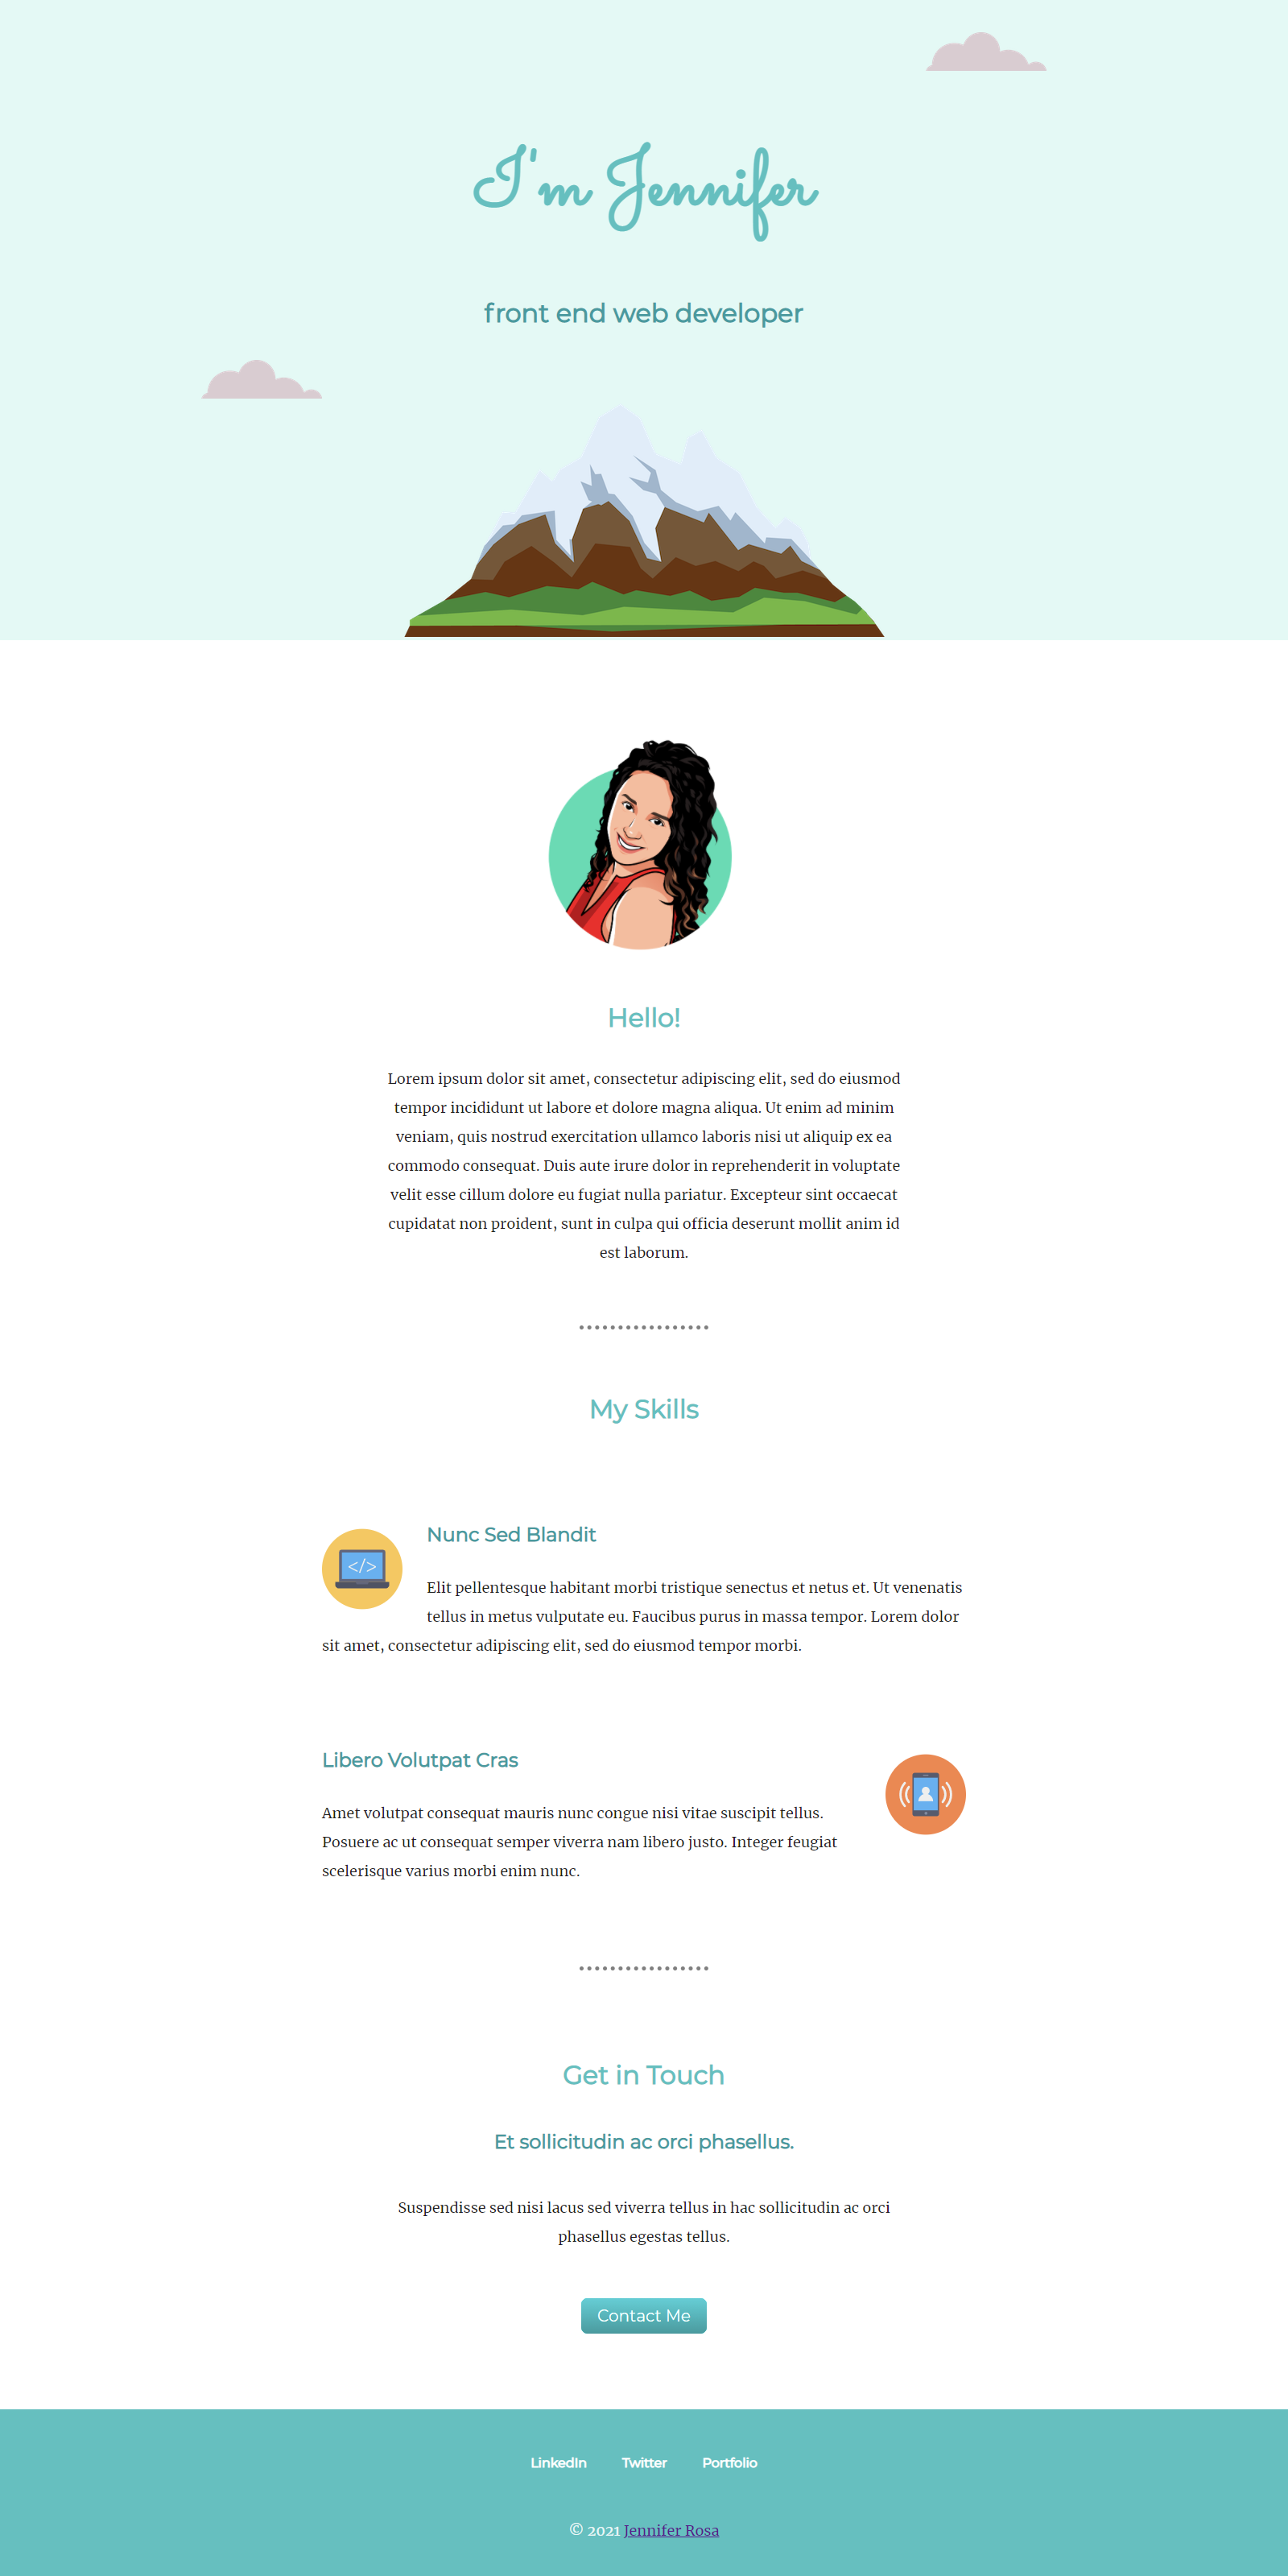 I'm Jennifer
front end web developer
Hello!
Lorem ipsum dolor sit amet, consectetur adipiscing elit, sed do eiusmod
tempor incididunt ut labore et dolore magna aliqua. Ut enim ad minim
veniam, quis nostrud exercitation ullamco laboris nisi ut aliquip ex ea
commodo consequat. Duis aute irure dolor in reprehenderit in voluptate
velit esse cillum dolore eu fugiat nulla pariatur. Excepteur sint occaecat
cupidatat non proident, sunt in culpa qui officia deserunt mollit anim id
est laborum.
My Skills
Nunc Sed Blandit
</>
Elit pellentesque habitant morbi tristique senectus et netus et. Ut venenatis
tellus in metus vulputate eu. Faucibus purus in massa tempor. Lorem dolor
sit amet, consectetur adipiscing elit, sed do eiusmod tempor morbi.
Libero Volutpat Cras
Amet volutpat consequat mauris nunc congue nisi vitae suscipit tellus.
Posuere ac ut consequat semper viverra nam libero justo. Integer feugiat
scelerisque varius morbi enim nunc.
Get in Touch
Et sollicitudin ac orci phasellus.
Suspendisse sed nisi lacus sed viverra tellus in hac sollicitudin ac orci
phasellus egestas tellus.
Contact Me
LinkedIn Twitter Portfolio
© 2021 Jennifer Rosa